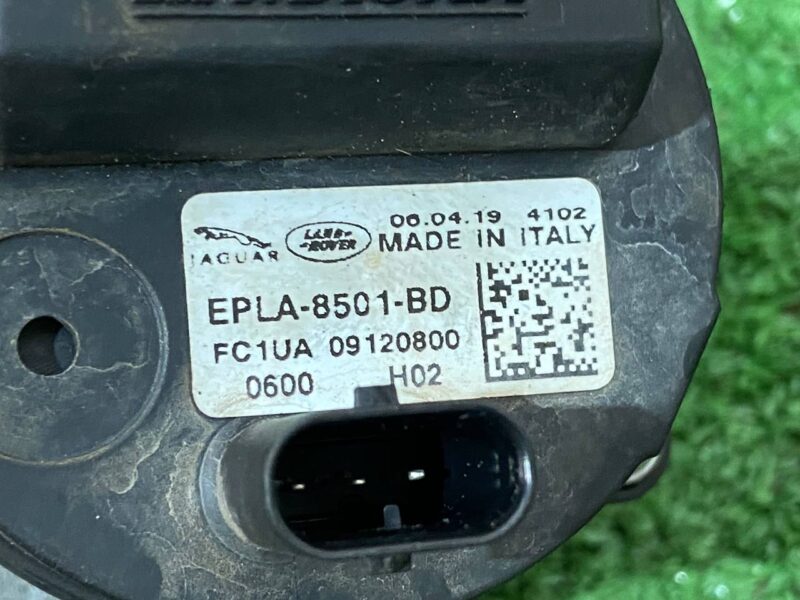 06.04.19 4102
JAGUAR
LAND ROVER
MADE IN ITALY
EPLA-8501-BD
FC1UA 09120800
0600 H02